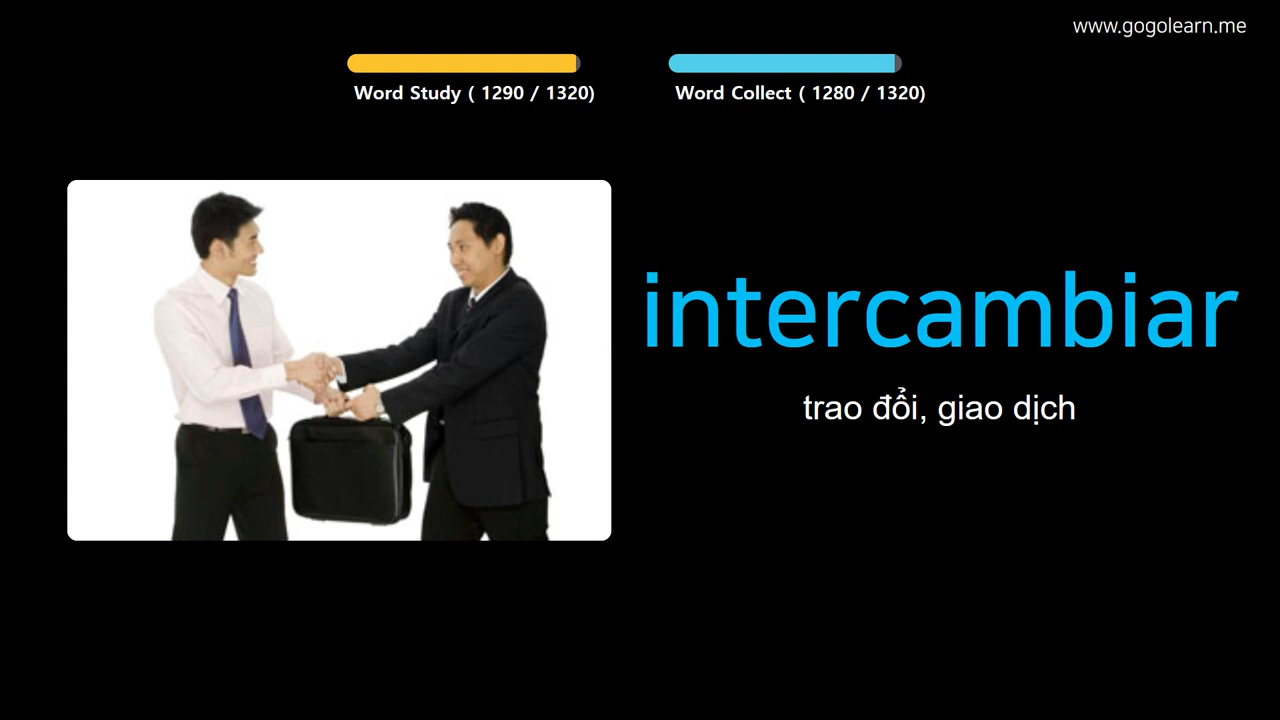 www.gogolearn.me
Word Study ( 1290 / 1320)
Word Collect ( 1280 / 1320)
intercambiar
trao đổi, giao dịch